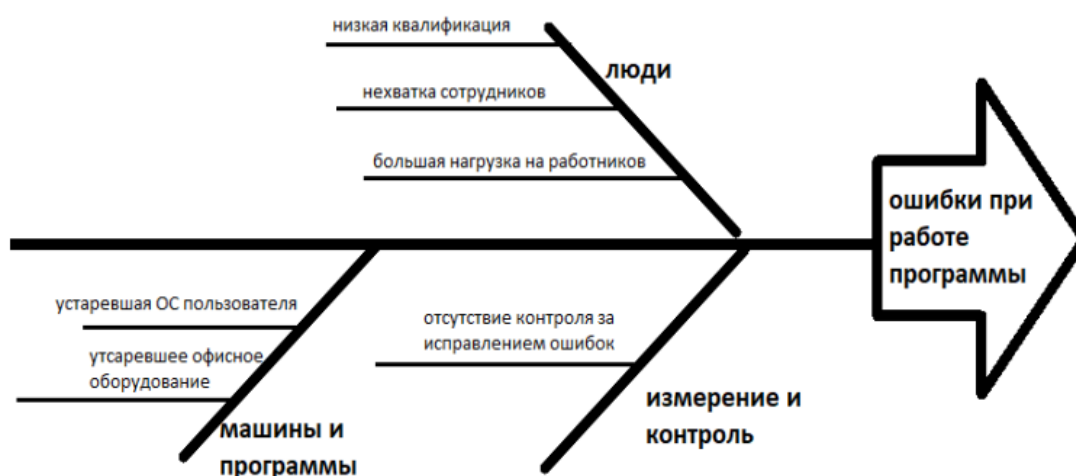 низкая квалификация
люди
нехватка сотрудников
большая нагрузка на работников
ошибки при
работе
программы
устаревшая ОС пользователя
утсаревшее офисное
оборудование
машины и
программы
отсутствие контроля за
исправлением ошибок
измерение и
контроль